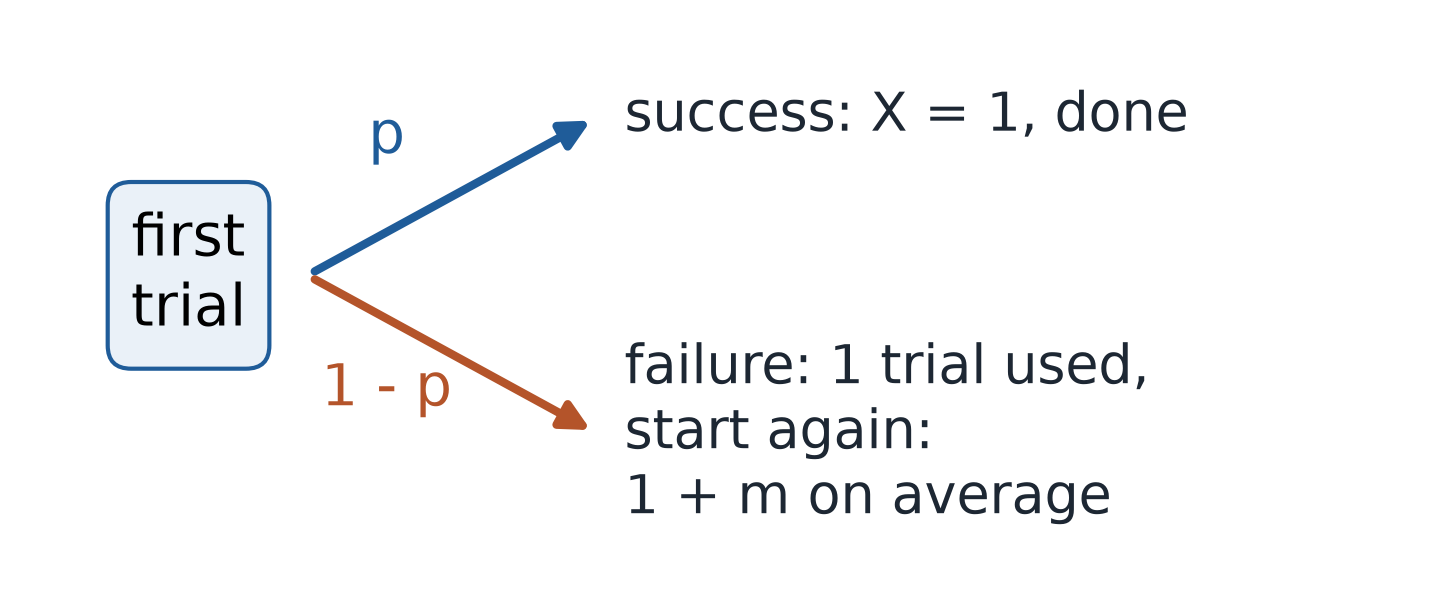 first
trial
p
success: X = 1, done
1 - p
failure: 1 trial used,
start again:
1 + m on average